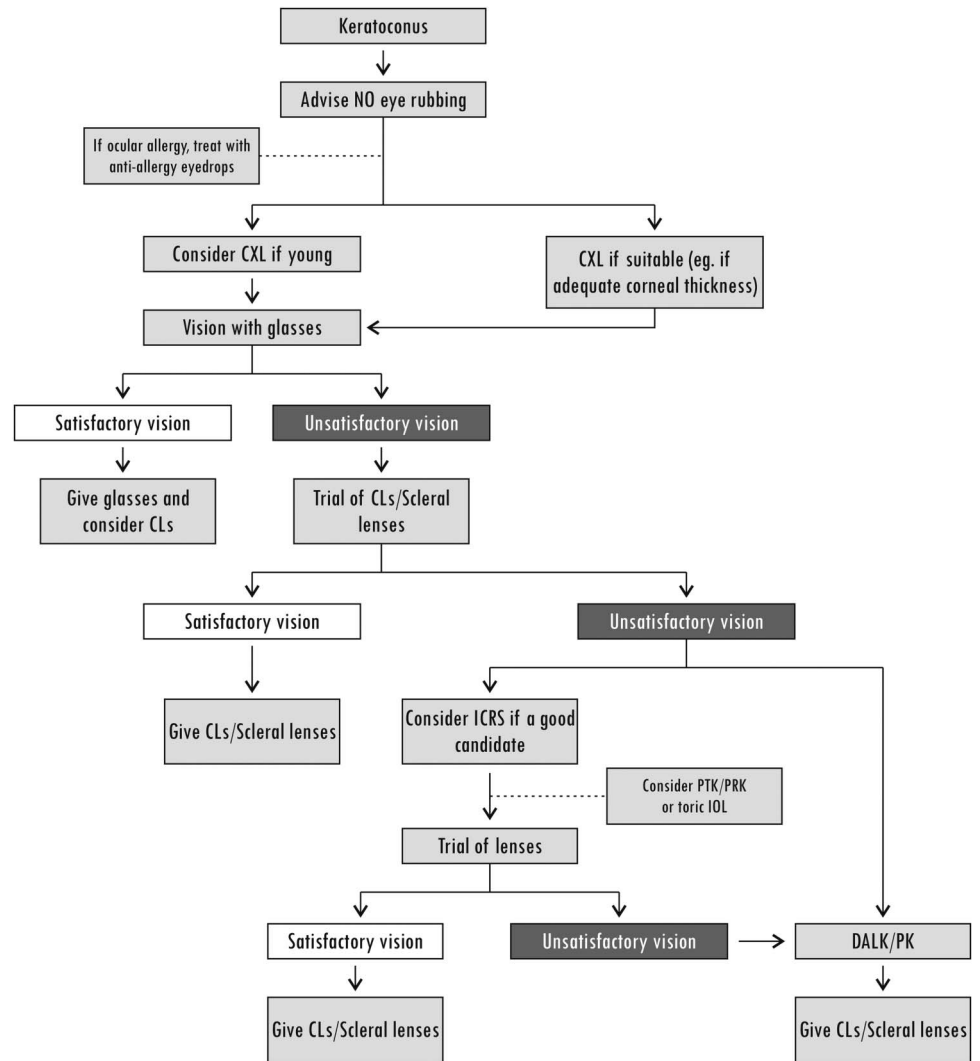 Keratoconus
Advise NO eye rubbing
If ocular allergy, treat with
anti-allergy eyedrops
Consider CXL if young
CXL if suitable (eg. if
adequate corneal thickness)
Vision with glasses
Satisfactory vision
Unsatisfactory vision
Give glasses and
consider CLs
Trial of CLs/Scleral
lenses
Satisfactory vision
Unsatisfactory vision
Give CLs/Scleral lenses
Consider ICRS if a good
candidate
Consider PTK/PRK
or toric IOL
Trial of lenses
Satisfactory vision
Unsatisfactory vision
DALK/PK
Give CLs/Scleral lenses
Give CLs/Scleral lenses